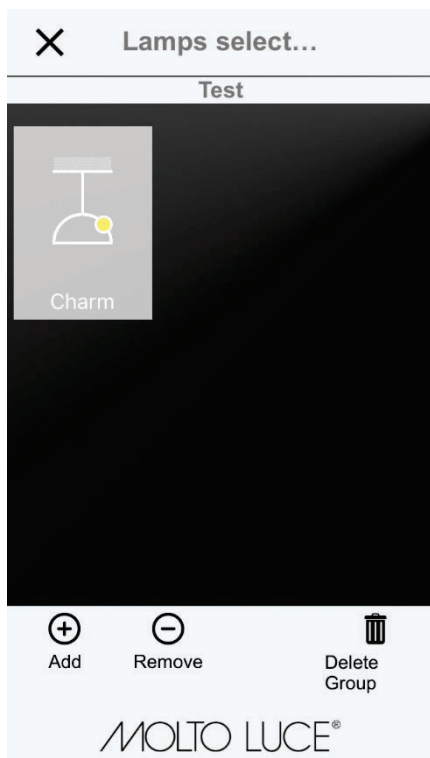 Lamps select...
Test
Charm
Add
Remove
Delete
Group
MOLTO LUCE®